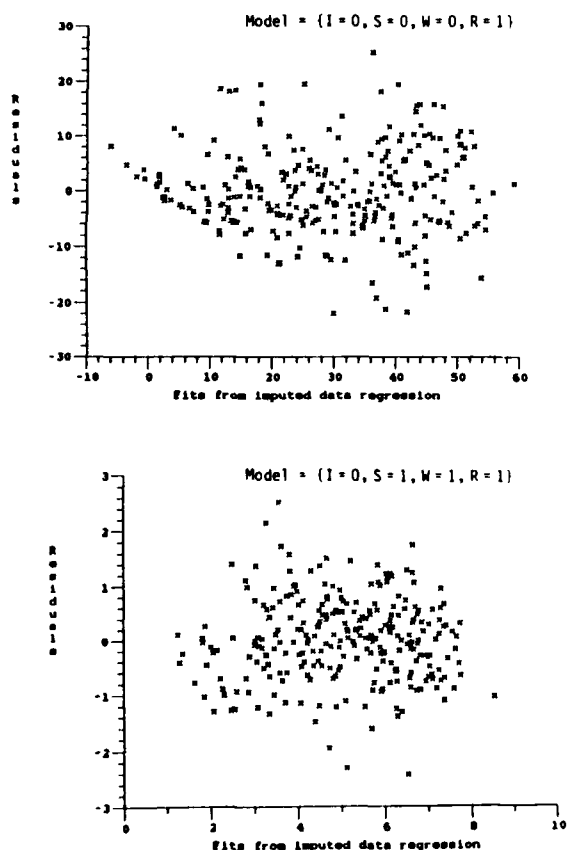 Model = {I=0, S=0, W=0, R=1}
30
20
10
0
-10
-20
-30
Residuals
-10 0 10 20 30 40 50 60
fits from imputed data regression
Model = {I=0, S=1, W=1, R=1}
3
2
1
0
-1
-2
-3
Residuals
0 2 4 6 8 10
fits from imputed data regression